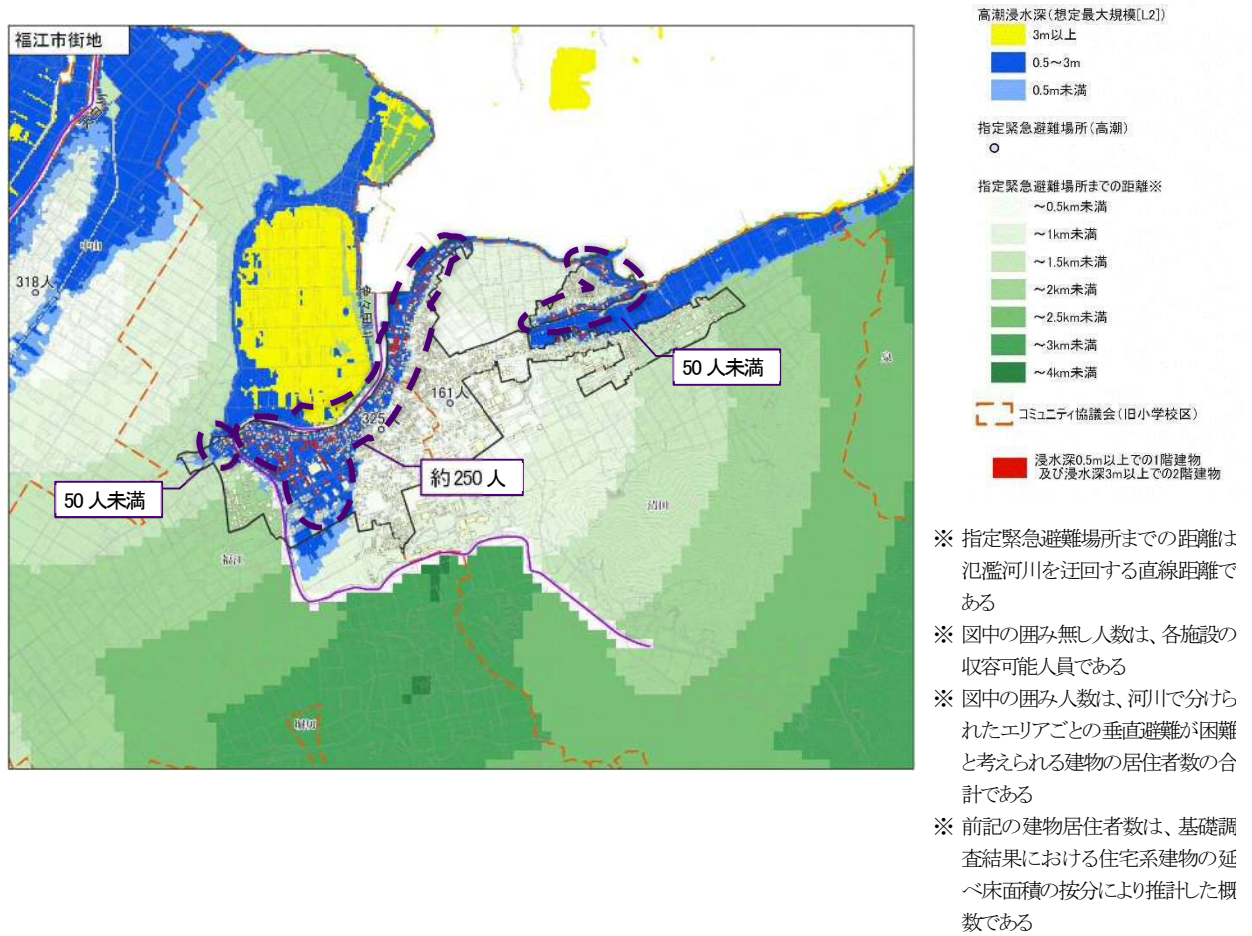 福江市街地
中山
318人
161人
325人
50人未満
約250人
50人未満
福江
清田
泉
堀切
高潮浸水深(想定最大規模[L2])
3m以上
0.5～3m
0.5m未満
指定緊急避難場所(高潮)
指定緊急避難場所までの距離※
～0.5km未満
～1km未満
～1.5km未満
～2km未満
～2.5km未満
～3km未満
～4km未満
コミュニティ協議会(旧小学校区)
浸水深0.5m以上での1階建物
及び浸水深3m以上での2階建物
※ 指定緊急避難場所までの距離は
氾濫河川を迂回する直線距離で
ある
※ 図中の囲み無し人数は、各施設の
収容可能人員である
※ 図中の囲み人数は、河川で分けら
れたエリアごとの垂直避難が困難
と考えられる建物の居住者数の合
計である
※ 前記の建物居住者数は、基礎調
査結果における住宅系建物の延
べ床面積の按分により推計した概
数である